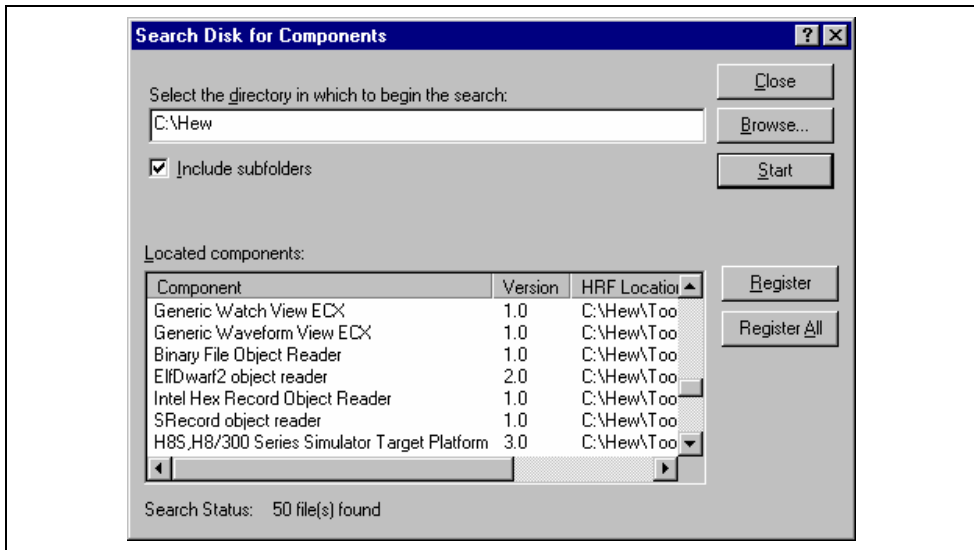 Search Disk for Components
Close
Select the directory in which to begin the search:
C:\Hew
Browse...
Include subfolders
Start
Located components:
Component Version HRF Location
Register
Generic Watch View ECX 1.0 C:\Hew\Too
Generic Waveform View ECX 1.0 C:\Hew\Too
Register All
Binary File Object Reader 1.0 C:\Hew\Too
ElfDwarf2 object reader 2.0 C:\Hew\Too
Intel Hex Record Object Reader 1.0 C:\Hew\Too
SRecord object reader 1.0 C:\Hew\Too
H8S,H8/300 Series Simulator Target Platform 3.0 C:\Hew\Too
Search Status: 50 file(s) found